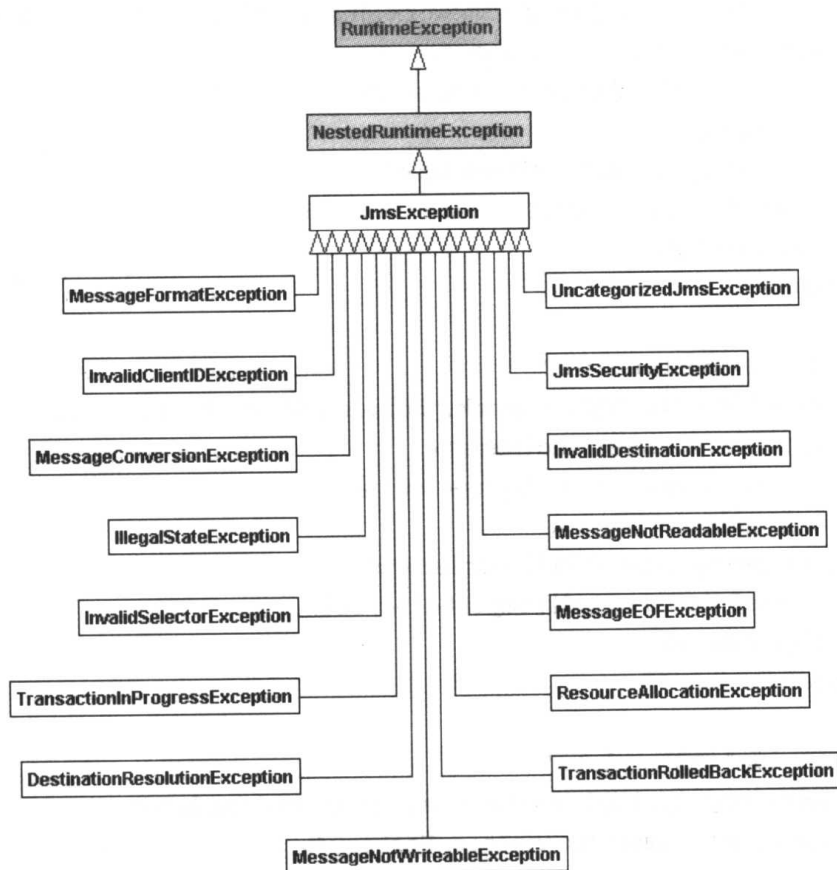 RuntimeException
NestedRuntimeException
JmsException
MessageFormatException
UncategorizedJmsException
InvalidClientIDException
JmsSecurityException
MessageConversionException
InvalidDestinationException
IllegalStateException
MessageNotReadableException
InvalidSelectorException
MessageEOFException
TransactionInProgressException
ResourceAllocationException
DestinationResolutionException
TransactionRolledBackException
MessageNotWriteableException